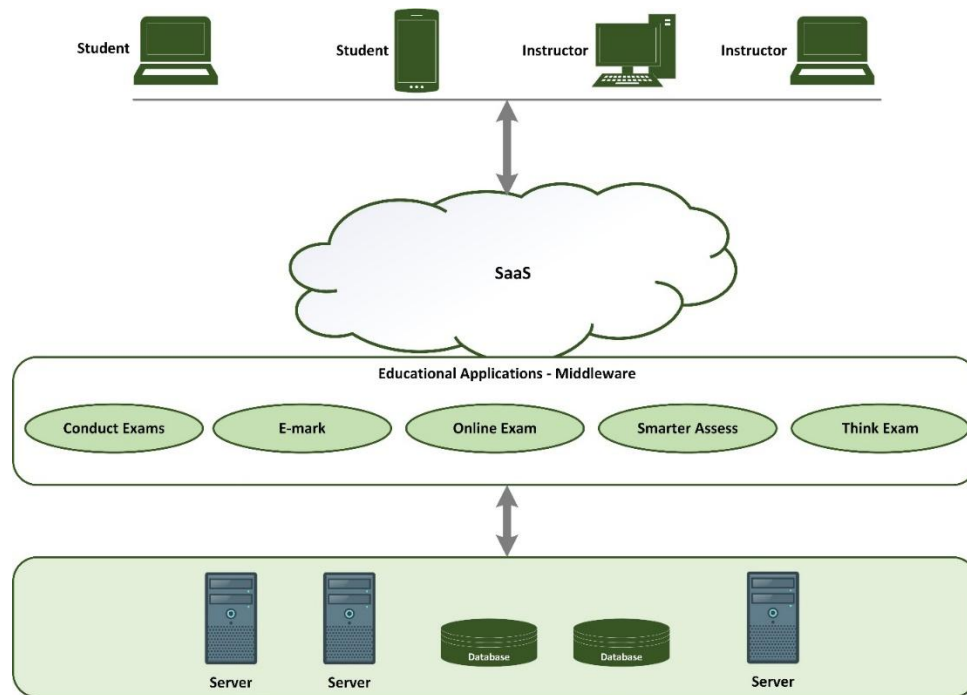 Student
Student
Instructor
Instructor
SaaS
Educational Applications - Middleware
Conduct Exams
E-mark
Online Exam
Smarter Assess
Think Exam
Database
Database
Server
Server
Server